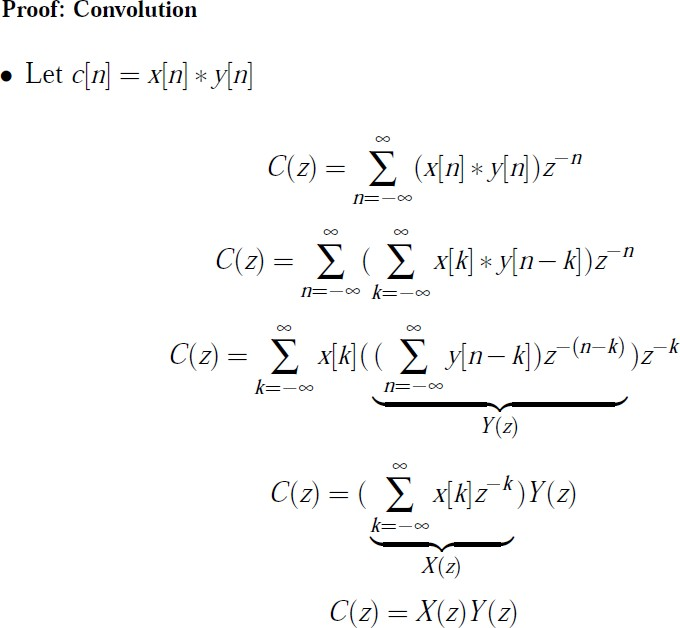 Proof: Convolution
• Let c[n] = x[n] ∗ y[n]
C(z) = ∑_{n=−∞}^{∞} (x[n] ∗ y[n])z^{−n}
C(z) = ∑_{n=−∞}^{∞} ( ∑_{k=−∞}^{∞} x[k] ∗ y[n−k])z^{−n}
C(z) = ∑_{k=−∞}^{∞} x[k]( ( ∑_{n=−∞}^{∞} y[n−k])z^{−(n−k)} )z^{−k}
Y(z)
C(z) = ( ∑_{k=−∞}^{∞} x[k]z^{−k} )Y(z)
X(z)
C(z) = X(z)Y(z)